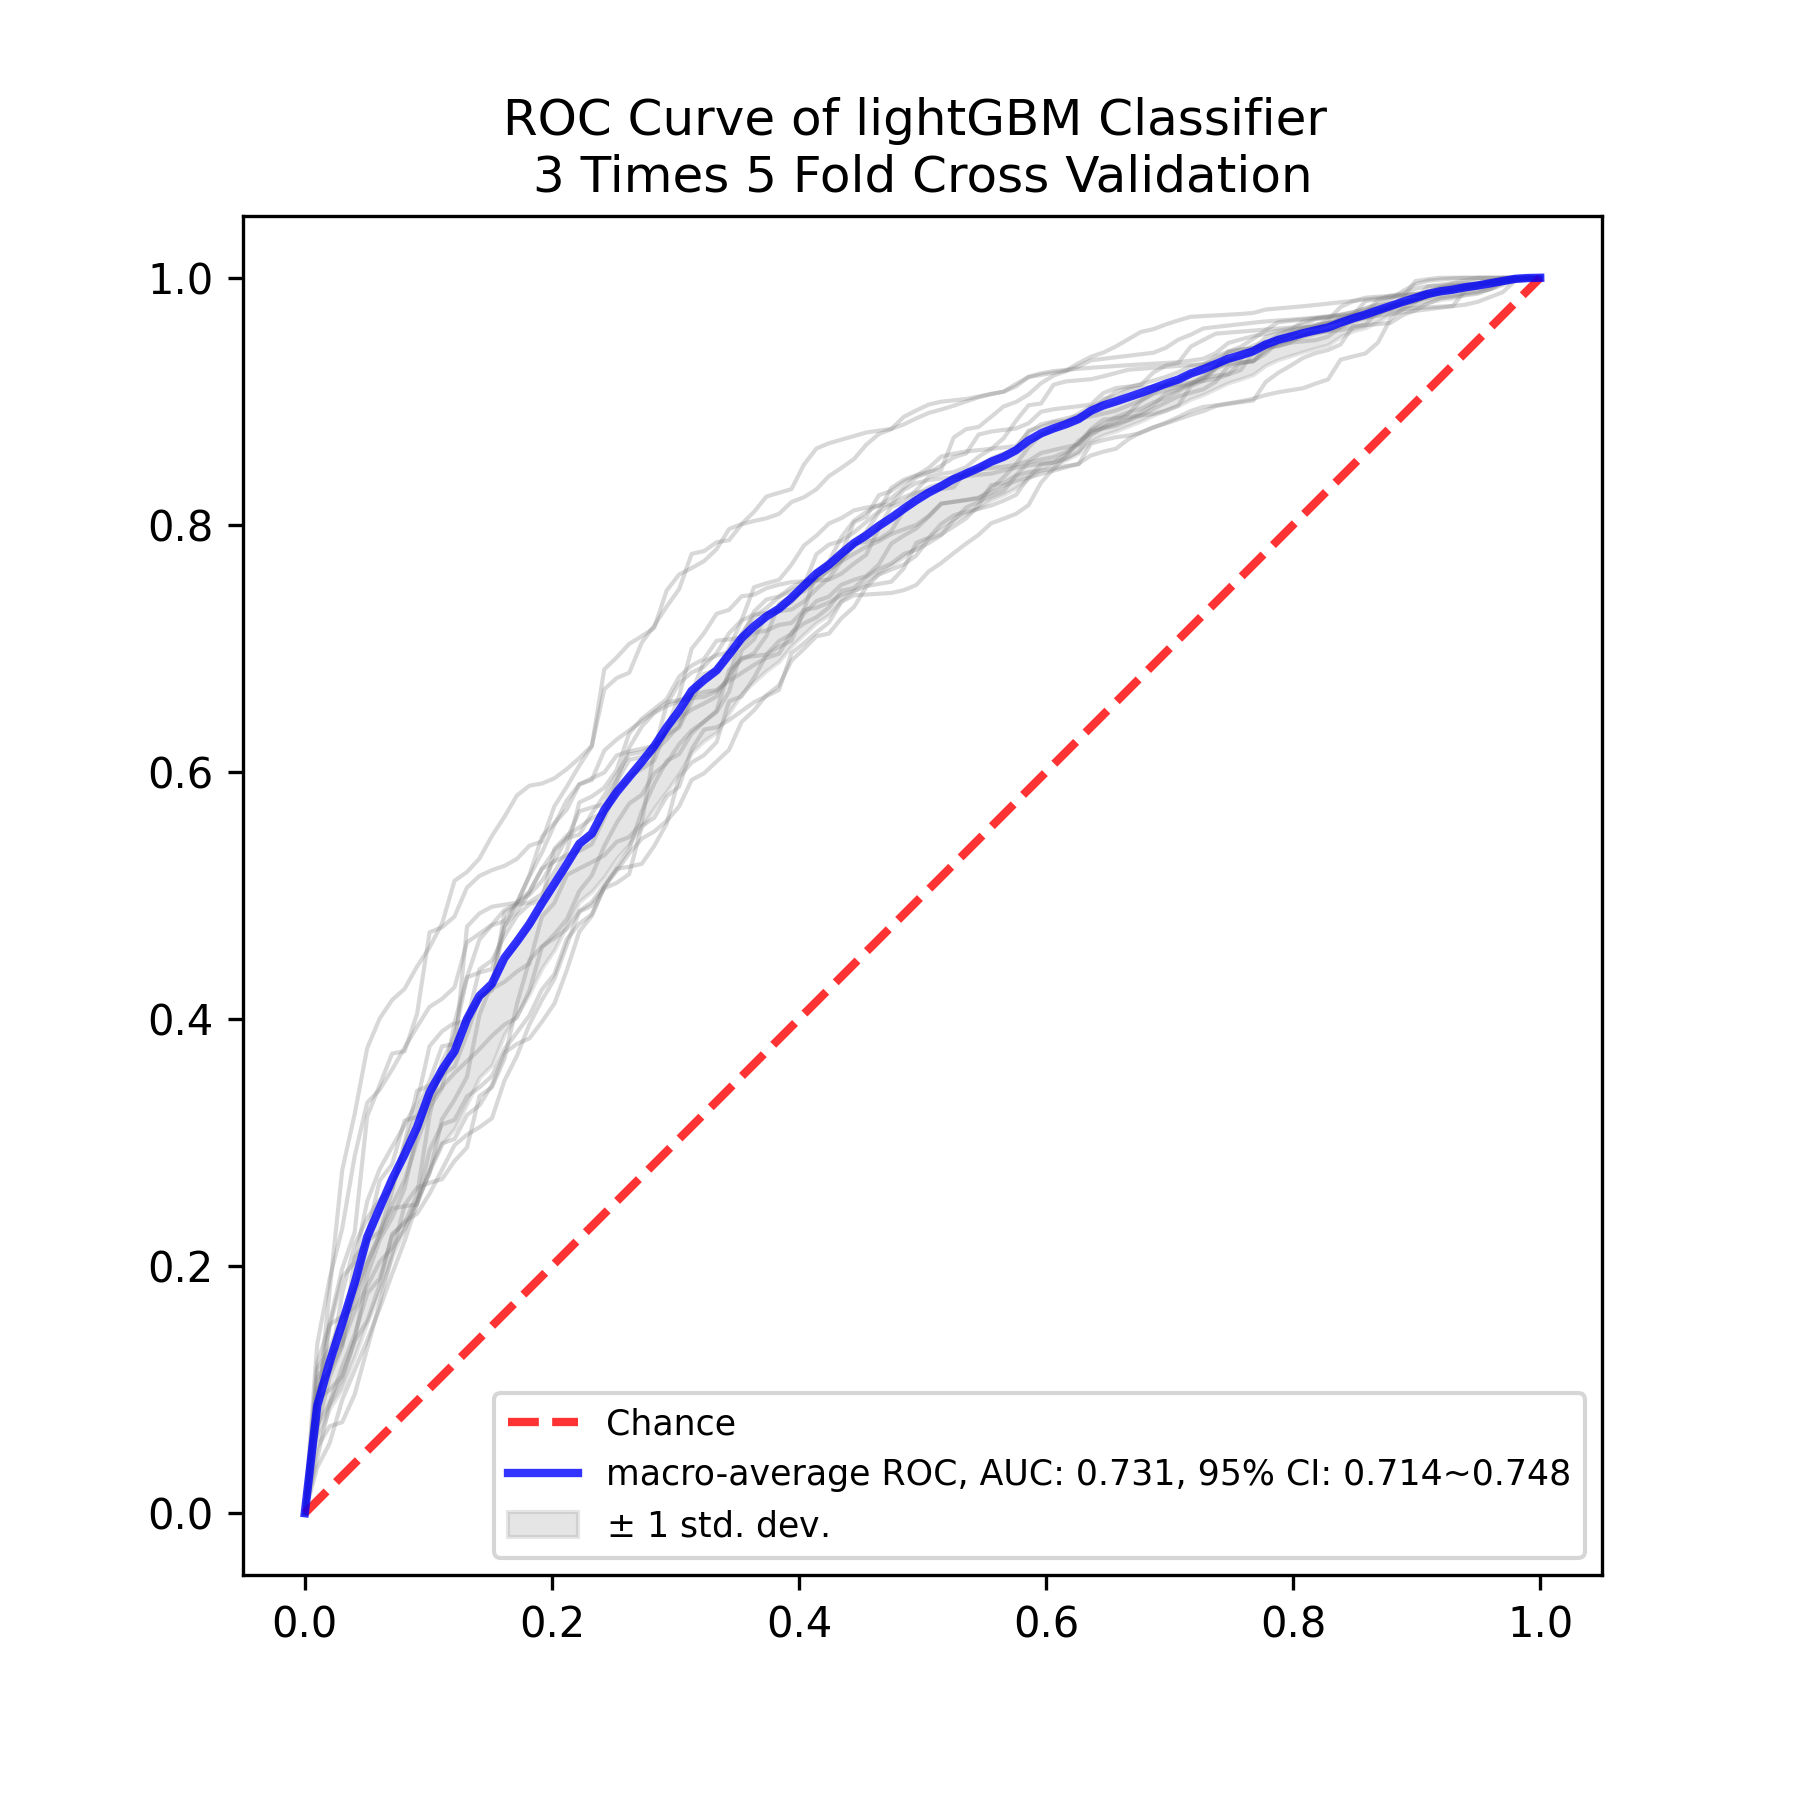 ROC Curve of lightGBM Classifier
3 Times 5 Fold Cross Validation
1.0
0.8
0.6
0.4
0.2
0.0
Chance
macro-average ROC, AUC: 0.731, 95% CI: 0.714~0.748
± 1 std. dev.
0.0 0.2 0.4 0.6 0.8 1.0